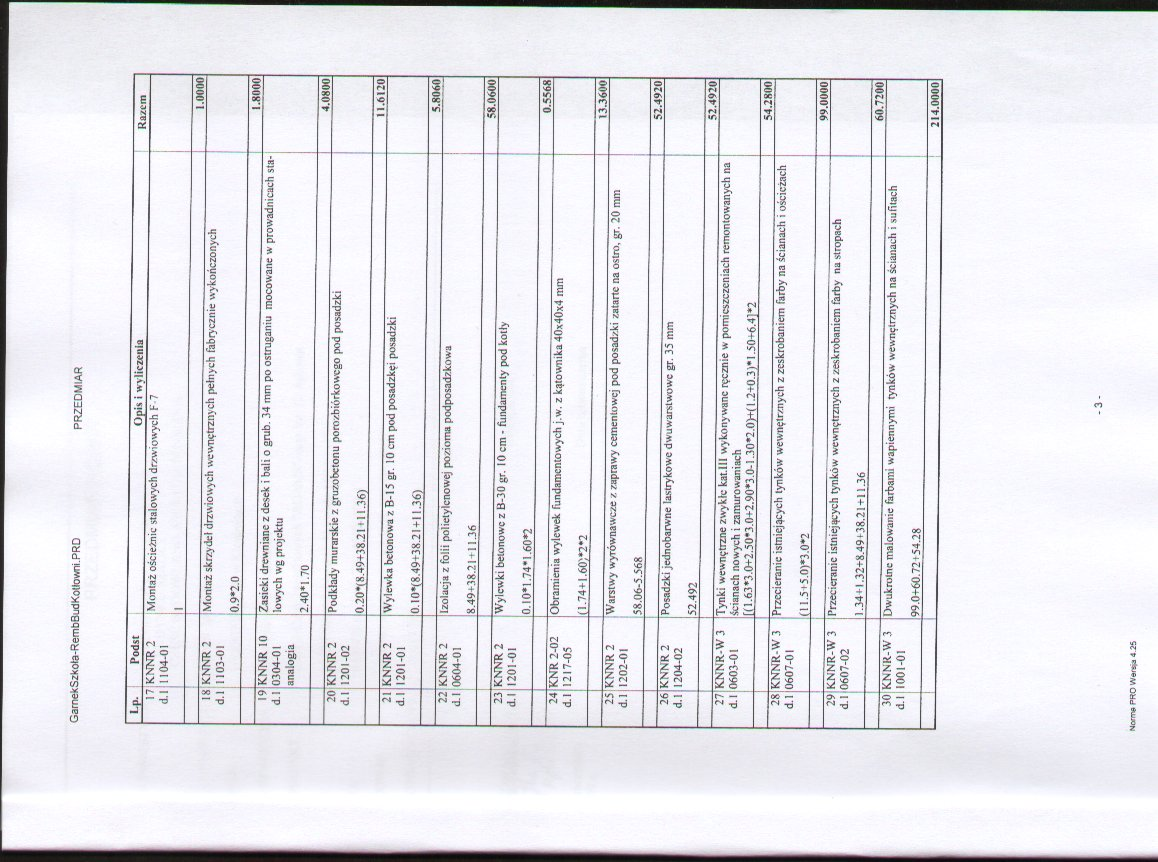 GarnekSzkoła-RembBudKotłowni.PRD PRZEDMIAR
Lp. Podst Opis i wyliczenia Razem
17 KNNR 2 Montaż ościeżnic stalowych drzwiowych F-7
d.1 1104-01
1 1.0000
18 KNNR 2 Montaż skrzydeł drzwiowych wewnętrznych pełnych fabrycznie wykończonych
d.1 1103-01
0.9*2.0 1.8000
19 KNNR 10 Zasieki drewniane z desek i bali o grub. 34 mm po ostruganiu mocowane w prowadnicach sta-
d.1 0304-01 lowych wg projektu
analogia
2.40*1.70 4.0800
20 KNNR 2 Podkłady murarskie z gruzobetonu porozbiórkowego pod posadzki
d.1 1201-02
0.20*(8.49+38.21+11.36) 11.6120
21 KNNR 2 Wylewka betonowa z B-15 gr. 10 cm pod posadzkęi posadzki
d.1 1201-01
0.10*(8.49+38.21+11.36) 5.8060
22 KNNR 2 Izolacja z folii polietylenowej pozioma podposadzkowa
d.1 0604-01
8.49+38.21+11.36 58.0600
23 KNNR 2 Wylewki betonowe z B-30 gr. 10 cm - fundamenty pod kotły
d.1 1201-01
0.10*1.74*1.60*2 0.5568
24 KNR 2-02 Obramienia wylewek fundamentowych j.w. z kątownika 40x40x4 mm
d.1 1217-05
(1.74+1.60)*2*2 13.3600
25 KNNR 2 Warstwy wyrównawcze z zaprawy cementowej pod posadzki zatarte na ostro, gr. 20 mm
d.1 1202-01
58.06-5.568 52.4920
26 KNNR 2 Posadzki jednobarwne lastrykowe dwuwarstwowe gr. 35 mm
d.1 1204-02
52.492 52.4920
27 KNNR-W 3 Tynki wewnętrzne zwykłe kat.III wykonywane ręcznie w pomieszczeniach remontowanych na
d.1 0603-01 ścianach nowych i zamurowaniach
[(1.63*3.0+2.50*3.0+2.90*3.0-1.30*2.0)+(1.2+0.3)*1.50+6.4]*2 54.2800
28 KNNR-W 3 Przecieranie istniejących tynków wewnętrznych z zeskrobaniem farby na ścianach i ościeżach
d.1 0607-01
(11.5+5.0)*3.0*2 99.0000
29 KNNR-W 3 Przecieranie istniejących tynków wewnętrznych z zeskrobaniem farby na stropach
d.1 0607-02
1.34+1.32+8.49+38.21+11.36 60.7200
30 KNNR-W 3 Dwukrotne malowanie farbami wapiennymi tynków wewnętrznych na ścianach i sufitach
d.1 1001-01
99.0+60.72+54.28 214.0000
- 3 -
Norma PRO Wersja 4.25